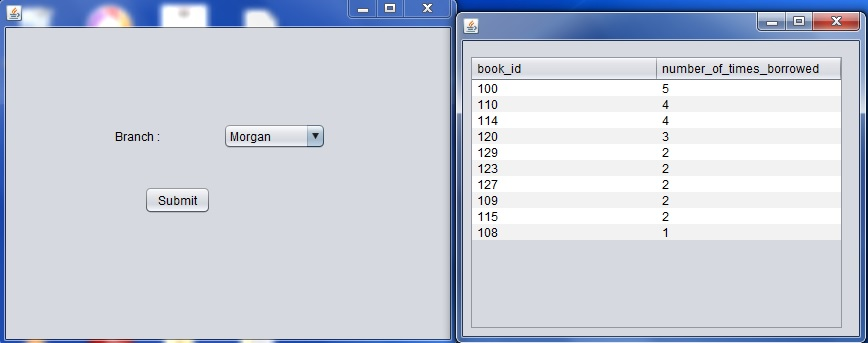 Branch :
Morgan
Submit
book_id number_of_times_borrowed
100 5
110 4
114 4
120 3
129 2
123 2
127 2
109 2
115 2
108 1